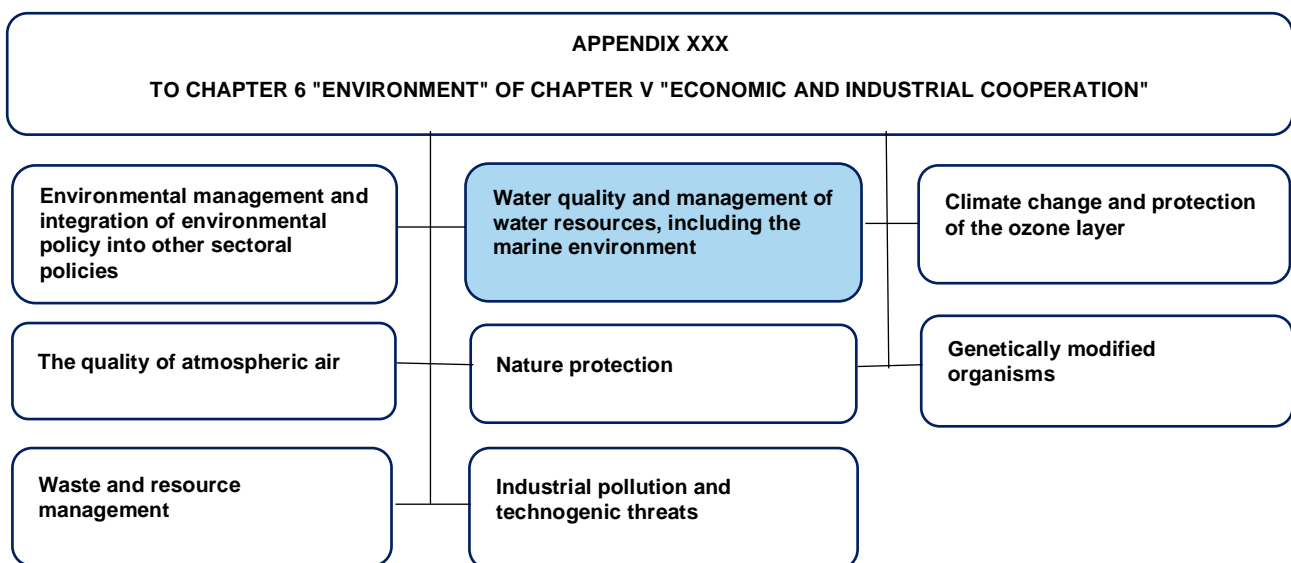 APPENDIX XXX
TO CHAPTER 6 "ENVIRONMENT" OF CHAPTER V "ECONOMIC AND INDUSTRIAL COOPERATION"
Environmental management and
integration of environmental
policy into other sectoral
policies
Water quality and management of
water resources, including the
marine environment
Climate change and protection
of the ozone layer
The quality of atmospheric air
Nature protection
Genetically modified
organisms
Waste and resource
management
Industrial pollution and
technogenic threats